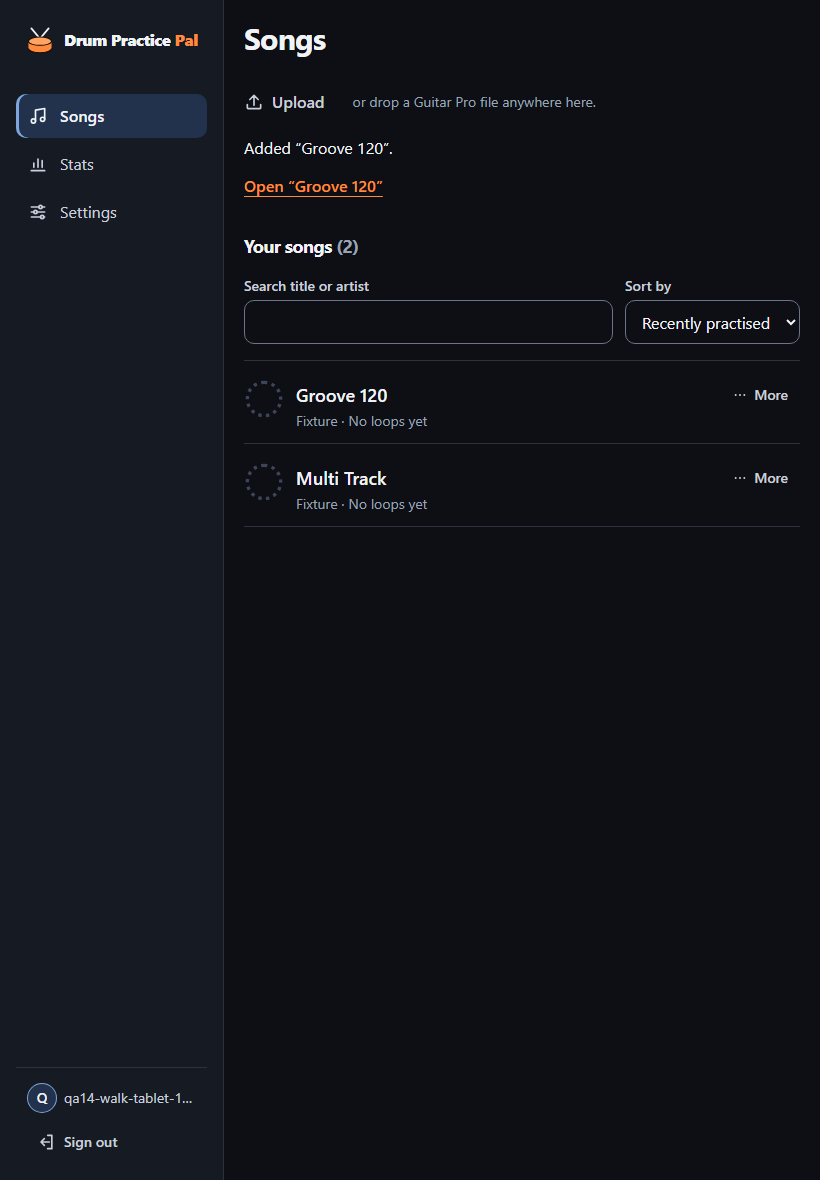 Drum Practice Pal
Songs
Stats
Settings
Songs
Upload or drop a Guitar Pro file anywhere here.
Added “Groove 120”.
Open “Groove 120”
Your songs (2)
Search title or artist
Sort by
Recently practised
Groove 120
Fixture · No loops yet
··· More
Multi Track
Fixture · No loops yet
··· More
Q qa14-walk-tablet-1...
Sign out